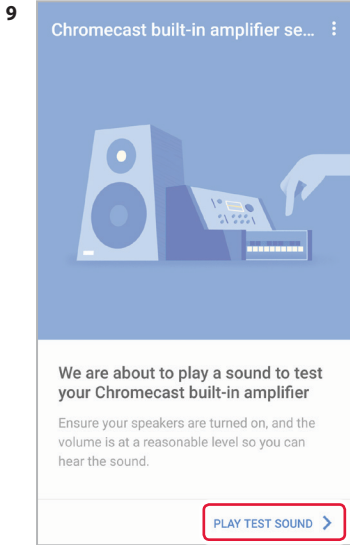 9
Chromecast built-in amplifier se...
We are about to play a sound to test
your Chromecast built-in amplifier
Ensure your speakers are turned on, and the
volume is at a reasonable level so you can
hear the sound.
PLAY TEST SOUND